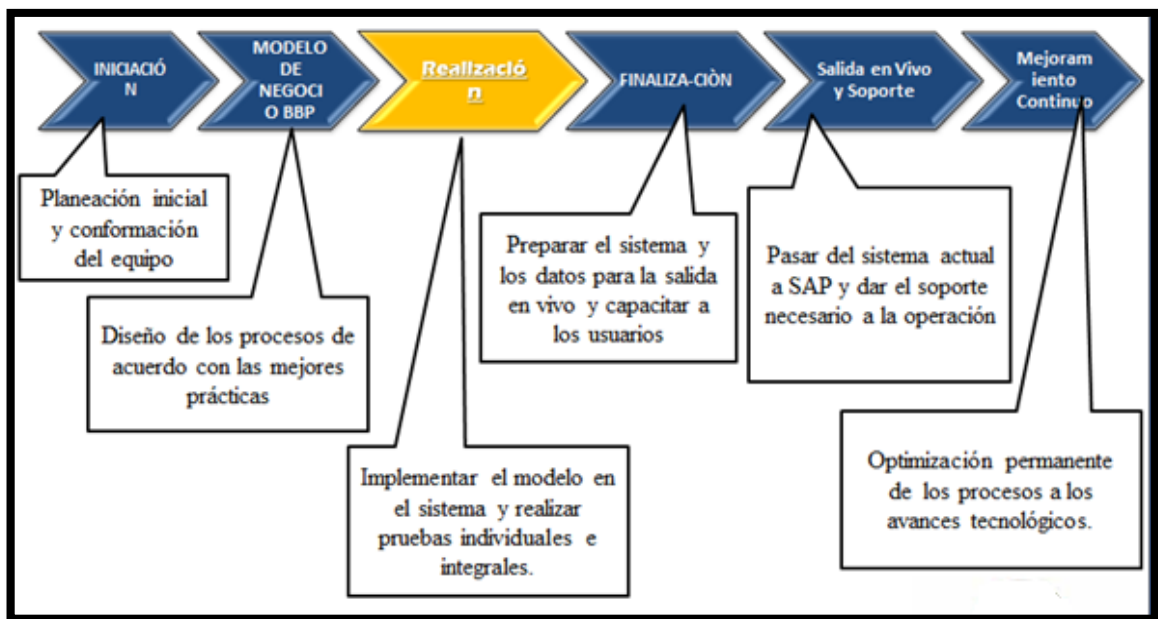 INICIACIÓ
N
MODELO
DE
NEGOCI
O BBP
Realizació
n
FINALIZA-CIÒN
Salida en Vivo
y Soporte
Mejoram
iento
Continuo
Planeación inicial
y conformación
del equipo
Diseño de los procesos de
acuerdo con las mejores
prácticas
Implementar el modelo en
el sistema y realizar
pruebas individuales e
integrales.
Preparar el sistema y
los datos para la salida
en vivo y capacitar a
los usuarios
Pasar del sistema actual
a SAP y dar el soporte
necesario a la operación
Optimización permanente
de los procesos a los
avances tecnológicos.